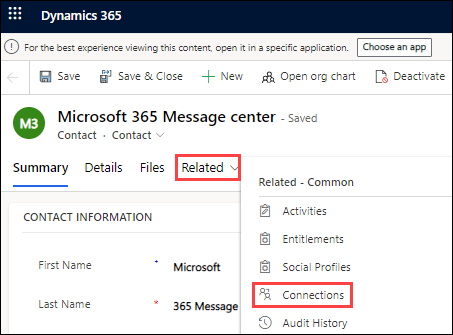 Dynamics 365
For the best experience viewing this content, open it in a specific application. Choose an app
Save Save & Close New Open org chart Deactivate
M3
Microsoft 365 Message center - Saved
Contact · Contact
Summary Details Files Related
Related - Common
Activities
Entitlements
Social Profiles
Connections
Audit History
CONTACT INFORMATION
First Name * Microsoft
Last Name * 365 Message